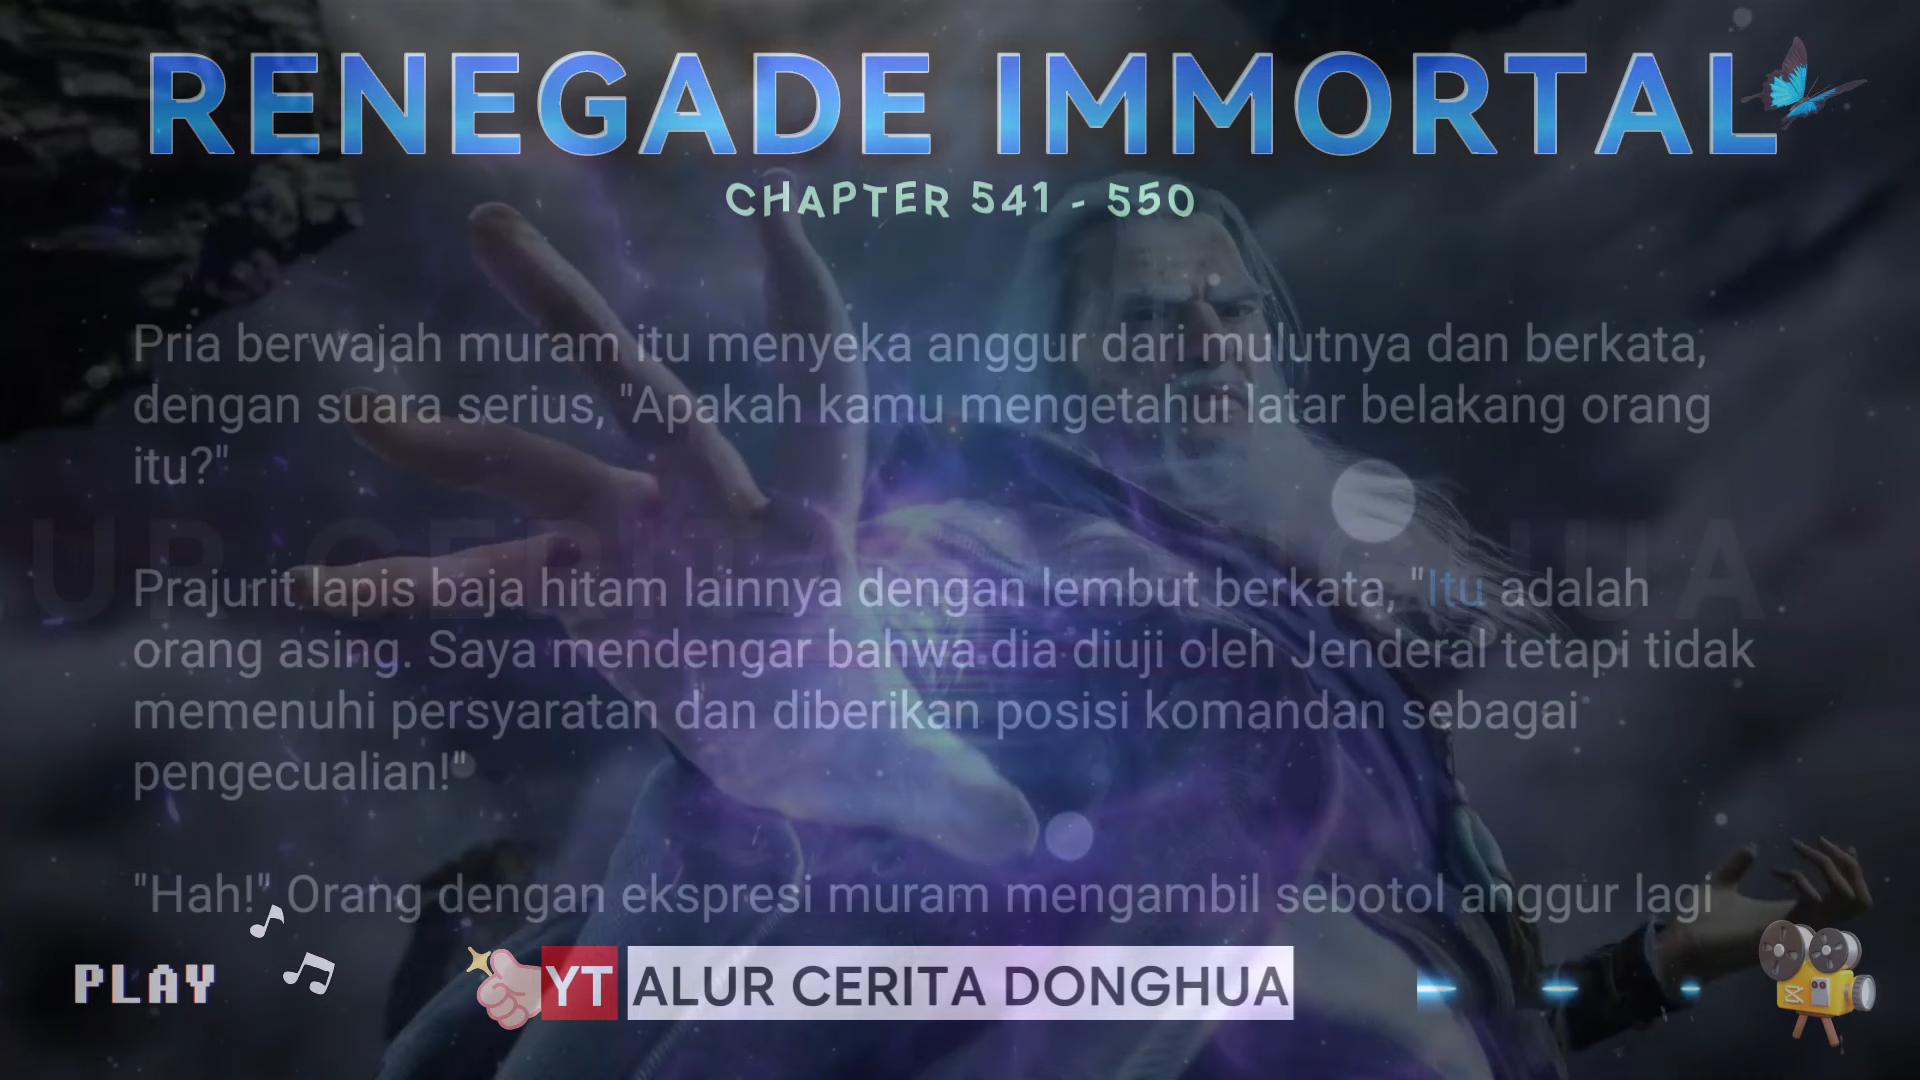 RENEGADE IMMORTAL
CHAPTER 541 - 550
Pria berwajah muram itu menyeka anggur dari mulutnya dan berkata,
dengan suara serius, "Apakah kamu mengetahui latar belakang orang
itu?"
UR CERITA DONGHUA
Prajurit lapis baja hitam lainnya dengan lembut berkata, "Itu adalah
orang asing. Saya mendengar bahwa dia diuji oleh Jenderal tetapi tidak
memenuhi persyaratan dan diberikan posisi komandan sebagai
pengecualian!"
"Hah!" Orang dengan ekspresi muram mengambil sebotol anggur lagi
PLAY
YT ALUR CERITA DONGHUA